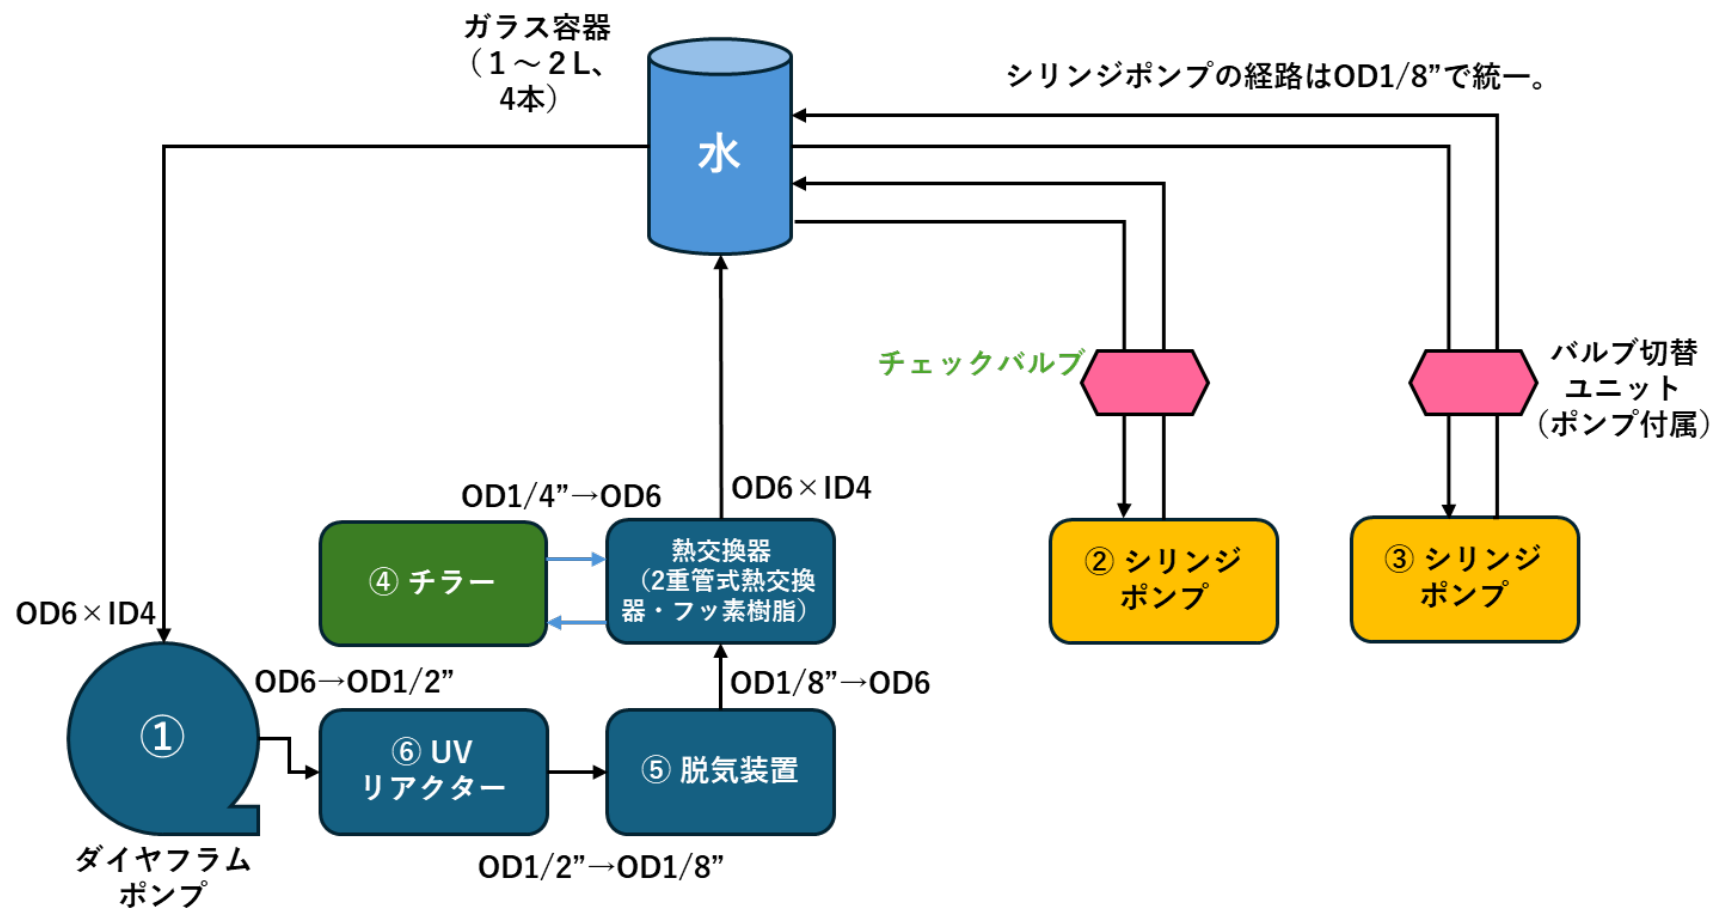 ガラス容器
（１～２L、
4本）
水
シリンジポンプの経路はOD1/8”で統一。
チェックバルブ
バルブ切替
ユニット
（ポンプ付属）
OD1/4”→OD6
OD6×ID4
④ チラー
熱交換器
（2重管式熱交換
器・フッ素樹脂）
② シリンジ
ポンプ
③ シリンジ
ポンプ
OD6×ID4
OD6→OD1/2”
OD1/8”→OD6
①
⑥ UV
リアクター
⑤ 脱気装置
ダイヤフラム
ポンプ
OD1/2”→OD1/8”